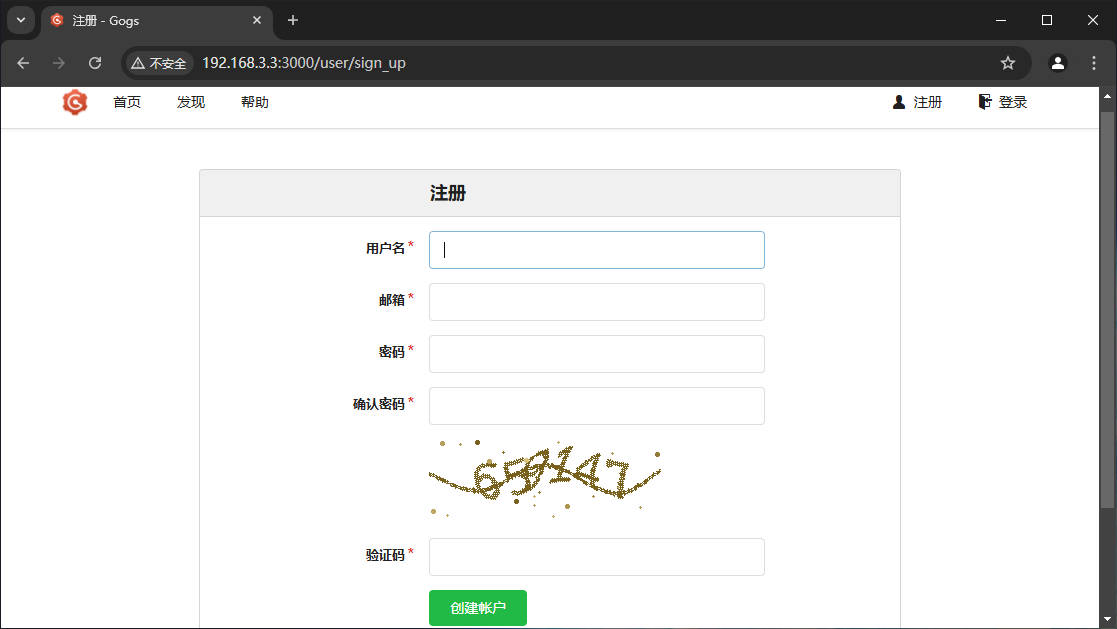 注册 - Gogs
不安全 192.168.3.3:3000/user/sign_up
首页 发现 帮助 注册 登录
注册
用户名 *
邮箱 *
密码 *
确认密码 *
验证码 *
创建帐户